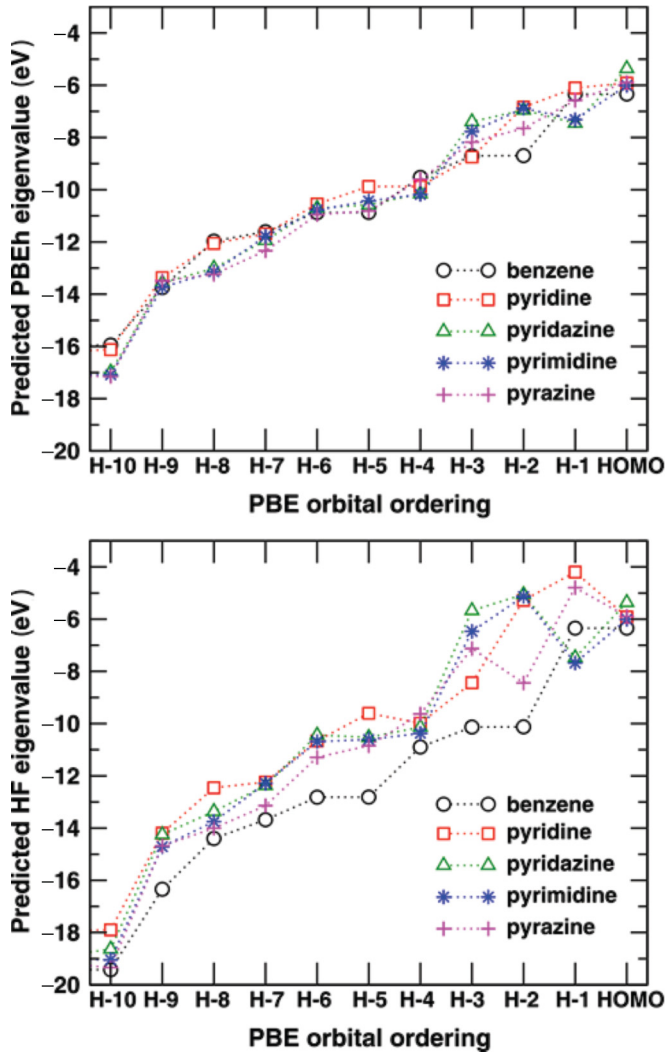 Predicted PBEh eigenvalue (eV)
−4
−6
−8
−10
−12
−14
−16
−18
−20
benzene
pyridine
pyridazine
pyrimidine
pyrazine
H-10 H-9 H-8 H-7 H-6 H-5 H-4 H-3 H-2 H-1 HOMO
PBE orbital ordering
Predicted HF eigenvalue (eV)
−4
−6
−8
−10
−12
−14
−16
−18
−20
benzene
pyridine
pyridazine
pyrimidine
pyrazine
H-10 H-9 H-8 H-7 H-6 H-5 H-4 H-3 H-2 H-1 HOMO
PBE orbital ordering